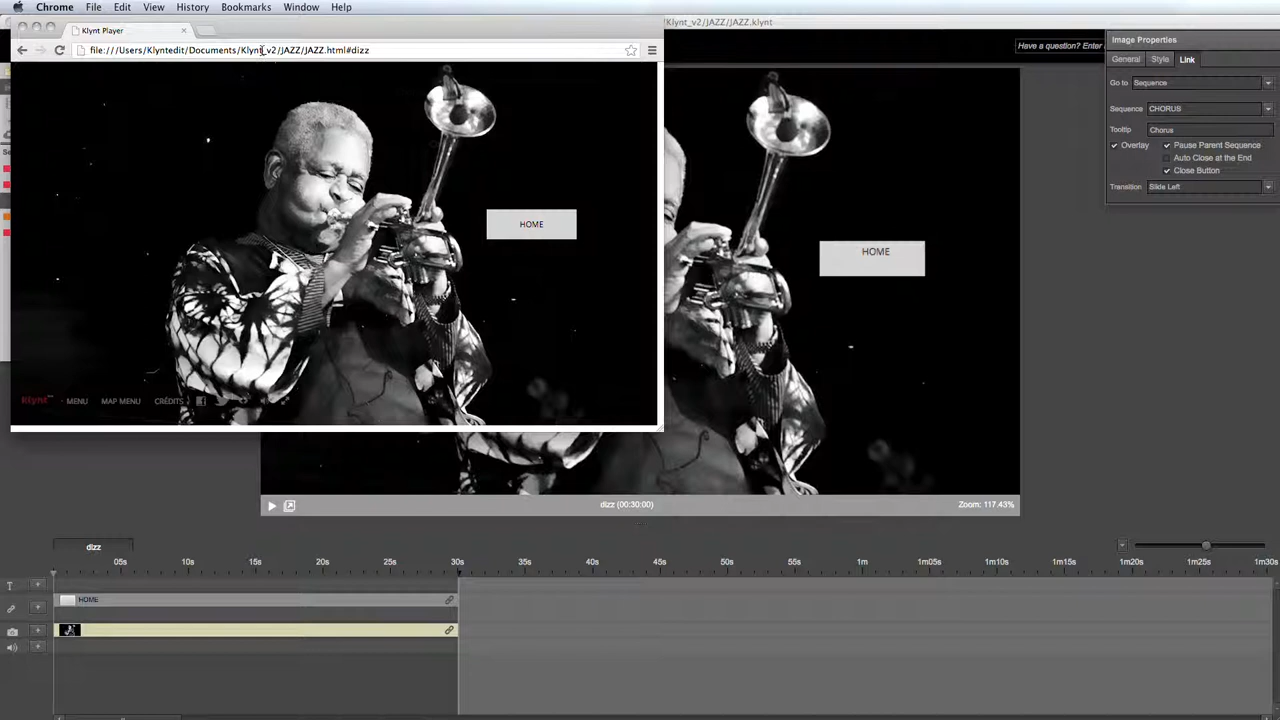 Chrome File Edit View History Bookmarks Window Help
Klynt Player
Klynt_v2/JAZZ/JAZZ.klynt
file:///Users/Klyntedit/Documents/Klynt_v2/JAZZ/JAZZ.html#dizz
Have a question? Enter
Image Properties
General Style Link
Go to Sequence
Sequence CHORUS
Tooltip Chorus
Overlay Pause Parent Sequence
Auto Close at the End
Close Button
Transition Slide Left
HOME
HOME
Klynt MENU MAP MENU CRÉDITS
dizz (00:30:00)
Zoom: 117.43%
dizz
05s 10s 15s 20s 25s 30s 35s 40s 45s 50s 55s 1m 1m05s 1m10s 1m15s 1m20s 1m25s 1m30s
T
HOME